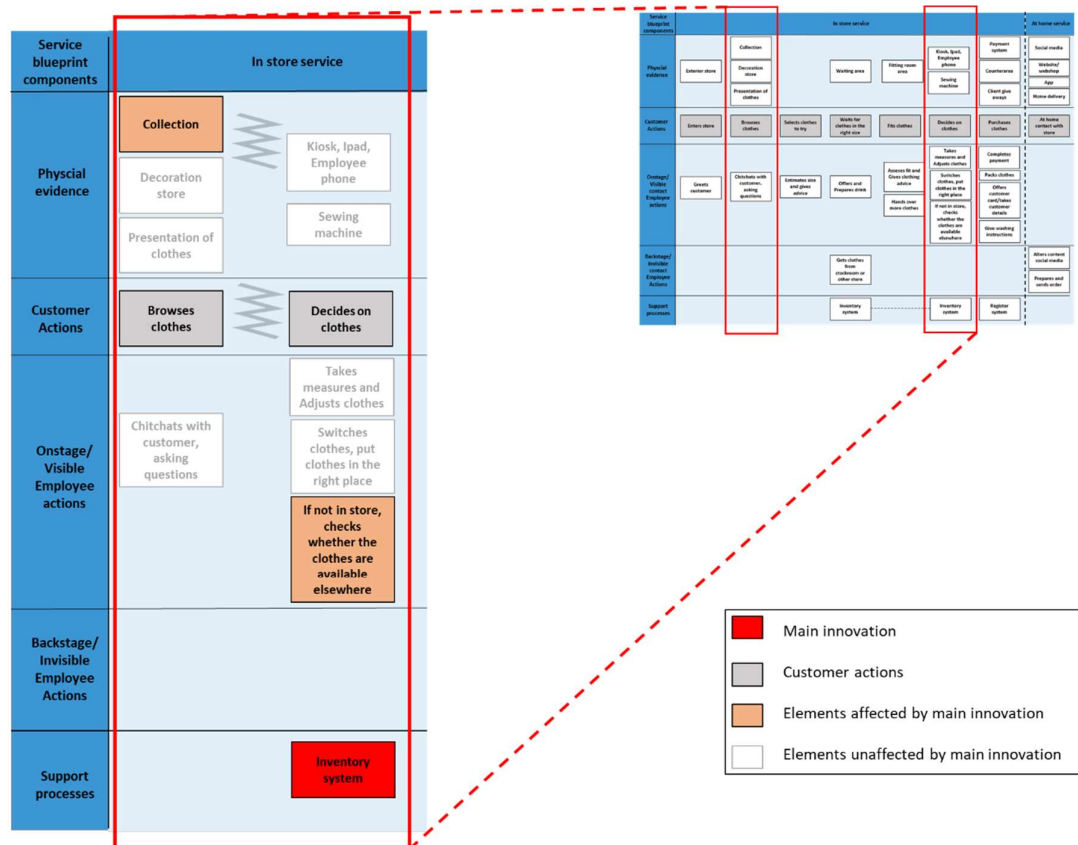 Service
blueprint
components
In store service
Physcial
evidence
Collection
Decoration
store
Presentation of
clothes
Kiosk, Ipad,
Employee
phone
Sewing
machine
Customer
Actions
Browses
clothes
Decides on
clothes
Onstage/
Visible
Employee
actions
Chitchats with
customer,
asking
questions
Takes
measures and
Adjusts clothes
Switches
clothes, put
clothes in the
right place
If not in store,
checks
whether the
clothes are
available
elsewhere
Backstage/
Invisible
Employee
Actions
Support
processes
Inventory
system
Service
blueprint
components
In store service
At home service
Physcial
evidence
Exterior store
Collection
Decoration
store
Presentation of
clothes
Waiting area
Fitting room
area
Kiosk, Ipad,
Employee
phone
Sewing
machine
Payment
system
Counterarea
Client give
aways
Social media
Website/
webshop
App
Home delivery
Customer
Actions
Enters store
Browses
clothes
Selects clothes
to try
Waits for
clothes in the
right size
Fits clothes
Decides on
clothes
Purchases
clothes
At home
contact with
store
Onstage/
Visible
contact
Employee
actions
Greets
customer
Chitchats with
customer,
asking
questions
Estimates size
and gives
advice
Offers and
Prepares drink
Assess fit and
Gives clothing
advice
Hands over
more clothes
Takes
measures and
Adjusts clothes
Switches
clothes, put
clothes in the
right place
If not in store,
checks
whether the
clothes are
available
elsewhere
Completes
payment
Packs clothes
Offers
customer
card/takes
customer
details
Give washing
instructions
Backstage/
Invisible
contact
Employee
Actions
Gets clothes
from
stockroom or
other store
Alters content
social media
Prepares and
sends order
Support
processes
Inventory
system
Inventory
system
Register
system
Main innovation
Customer actions
Elements affected by main innovation
Elements unaffected by main innovation